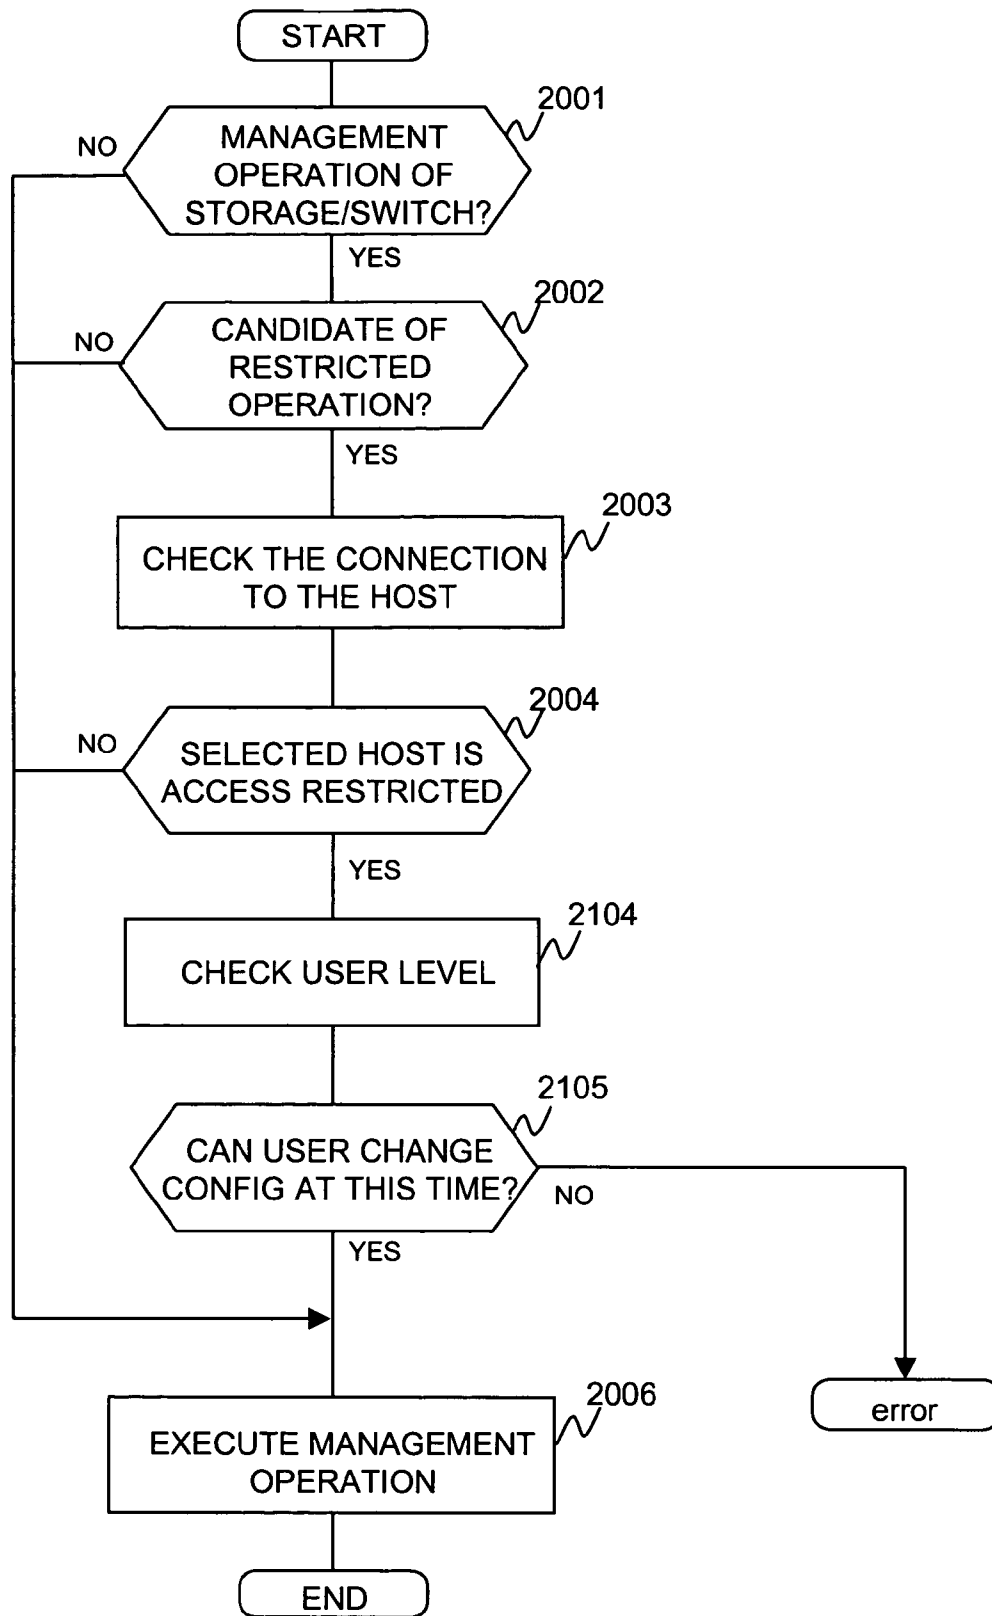 START
2001
MANAGEMENT
OPERATION OF
STORAGE/SWITCH?
NO
YES
2002
CANDIDATE OF
RESTRICTED
OPERATION?
NO
YES
2003
CHECK THE CONNECTION
TO THE HOST
2004
SELECTED HOST IS
ACCESS RESTRICTED
NO
YES
2104
CHECK USER LEVEL
2105
CAN USER CHANGE
CONFIG AT THIS TIME?
NO
YES
2006
EXECUTE MANAGEMENT
OPERATION
error
END